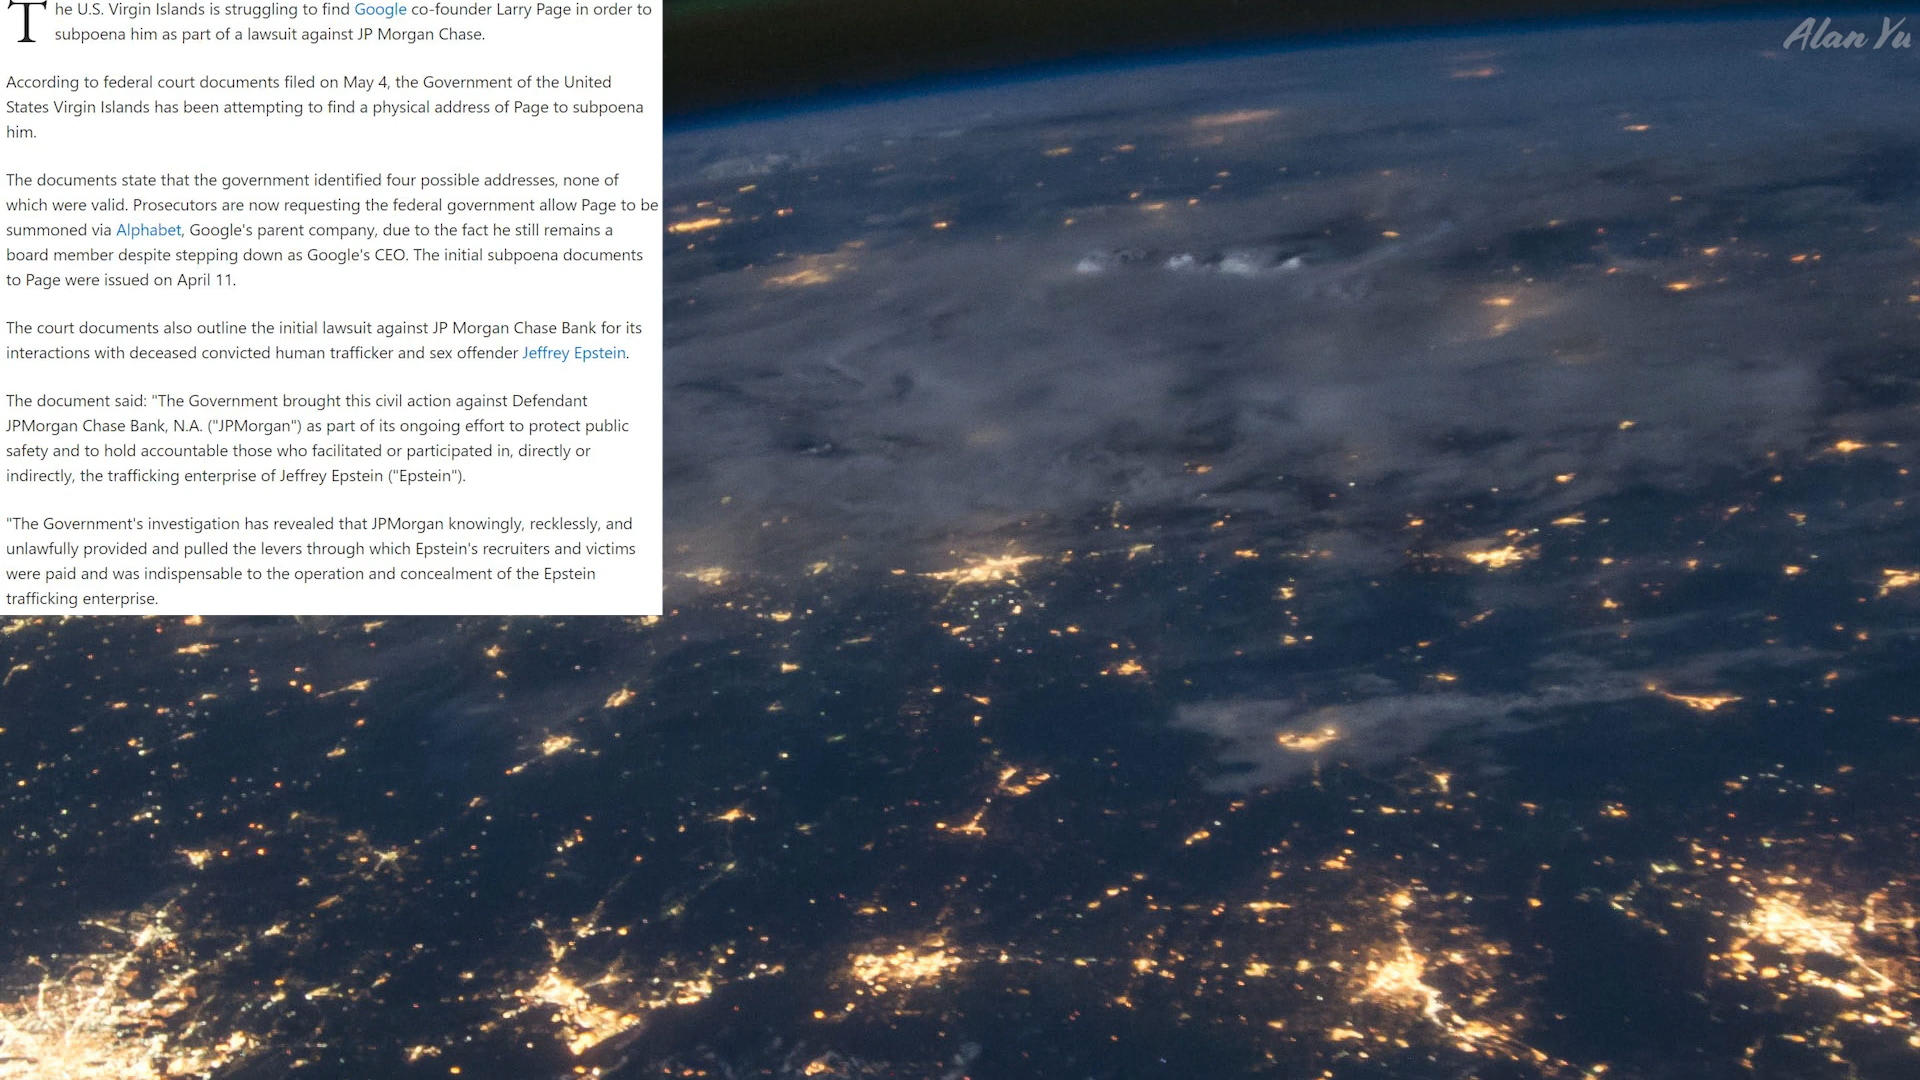 The U.S. Virgin Islands is struggling to find Google co-founder Larry Page in order to
subpoena him as part of a lawsuit against JP Morgan Chase.
According to federal court documents filed on May 4, the Government of the United
States Virgin Islands has been attempting to find a physical address of Page to subpoena
him.
The documents state that the government identified four possible addresses, none of
which were valid. Prosecutors are now requesting the federal government allow Page to be
summoned via Alphabet, Google's parent company, due to the fact he still remains a
board member despite stepping down as Google's CEO. The initial subpoena documents
to Page were issued on April 11.
The court documents also outline the initial lawsuit against JP Morgan Chase Bank for its
interactions with deceased convicted human trafficker and sex offender Jeffrey Epstein.
The document said: "The Government brought this civil action against Defendant
JPMorgan Chase Bank, N.A. ("JPMorgan") as part of its ongoing effort to protect public
safety and to hold accountable those who facilitated or participated in, directly or
indirectly, the trafficking enterprise of Jeffrey Epstein ("Epstein").
"The Government's investigation has revealed that JPMorgan knowingly, recklessly, and
unlawfully provided and pulled the levers through which Epstein's recruiters and victims
were paid and was indispensable to the operation and concealment of the Epstein
trafficking enterprise.
Alan Yu